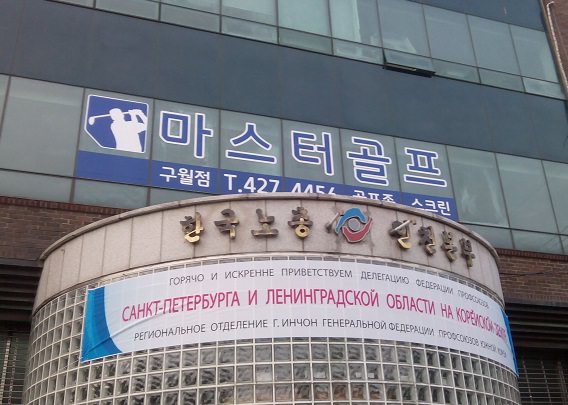 마스터골프
구월점 T.427 4456 골프존 스크린
한국노총 인천본부
ГОРЯЧО И ИСКРЕННЕ ПРИВЕТСТВУЕМ ДЕЛЕГАЦИЮ ФЕДЕРАЦИИ ПРОФСОЮЗОВ
САНКТ-ПЕТЕРБУРГА И ЛЕНИНГРАДСКОЙ ОБЛАСТИ НА КОРЕЙСКОЙ ЗЕМЛЕ
РЕГИОНАЛЬНОЕ ОТДЕЛЕНИЕ Г. ИНЧОН ГЕНЕРАЛЬНОЙ ФЕДЕРАЦИИ ПРОФСОЮЗОВ ЮЖНОЙ КОРЕИ